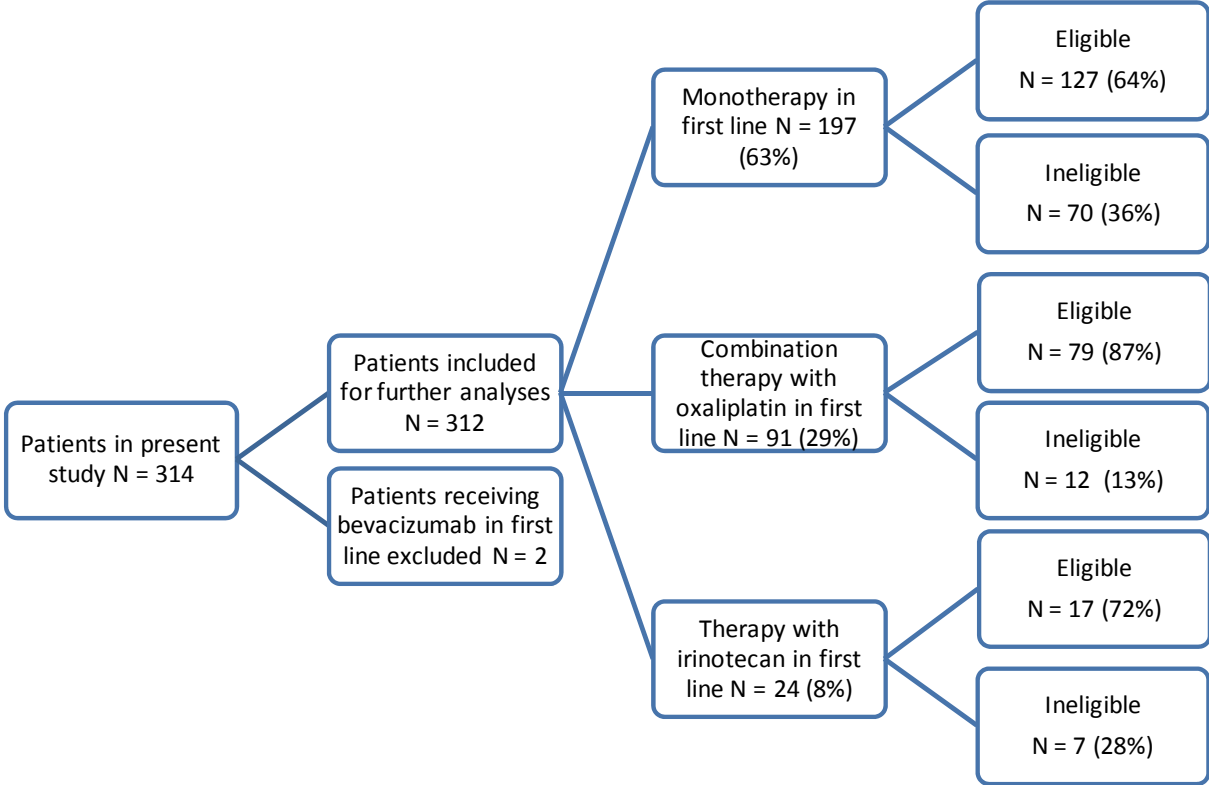 Patients in present
study N = 314
Patients included
for further analyses
N = 312
Patients receiving
bevacizumab in first
line excluded  N = 2
Monotherapy in
first line N = 197
(63%)
Combination
therapy with
oxaliplatin in first
line N = 91 (29%)
Therapy with
irinotecan in first
line N = 24 (8%)
Eligible
N = 127 (64%)
Ineligible
N = 70 (36%)
Eligible
N = 79 (87%)
Ineligible
N = 12  (13%)
Eligible
N = 17 (72%)
Ineligible
N = 7 (28%)